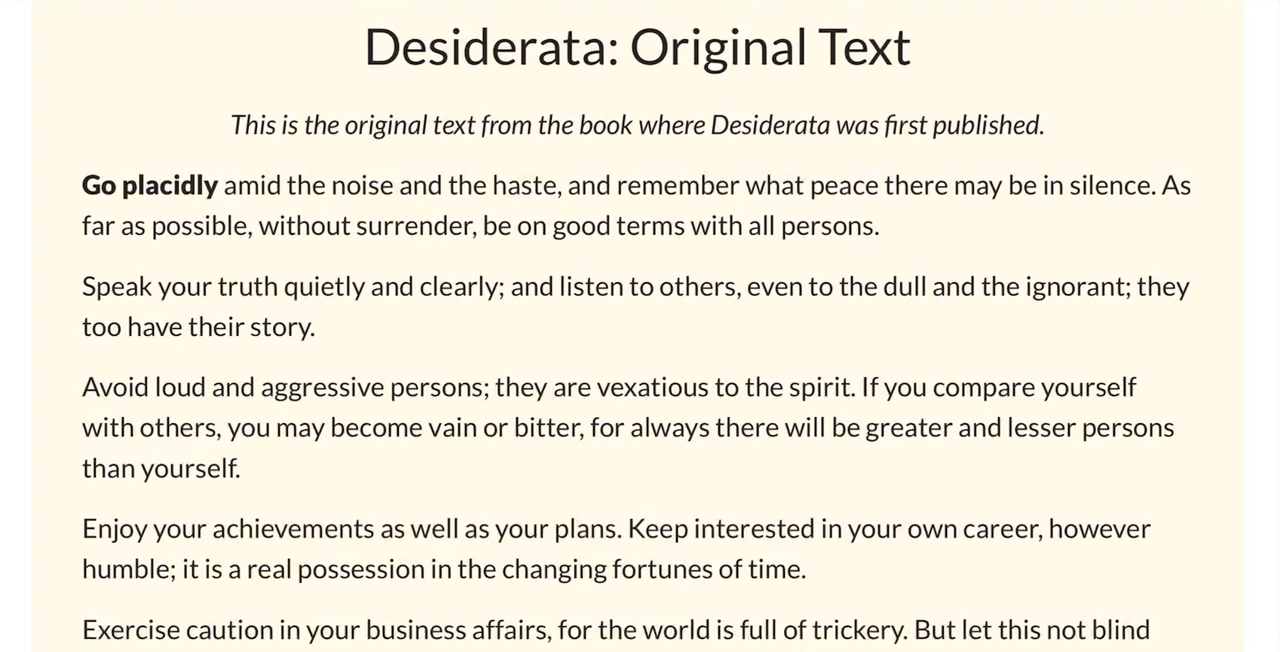 Desiderata: Original Text
This is the original text from the book where Desiderata was first published.
Go placidly amid the noise and the haste, and remember what peace there may be in silence. As
far as possible, without surrender, be on good terms with all persons.
Speak your truth quietly and clearly; and listen to others, even to the dull and the ignorant; they
too have their story.
Avoid loud and aggressive persons; they are vexatious to the spirit. If you compare yourself
with others, you may become vain or bitter, for always there will be greater and lesser persons
than yourself.
Enjoy your achievements as well as your plans. Keep interested in your own career, however
humble; it is a real possession in the changing fortunes of time.
Exercise caution in your business affairs, for the world is full of trickery. But let this not blind